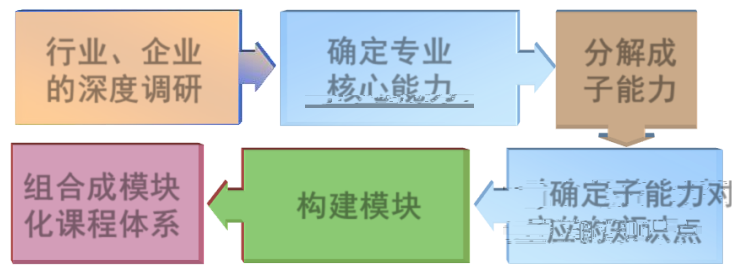 行业、企业
的深度调研
确定专业
核心能力
分解成
子能力
确定子能力对
应的知识点
构建模块
组合成模块
化课程体系